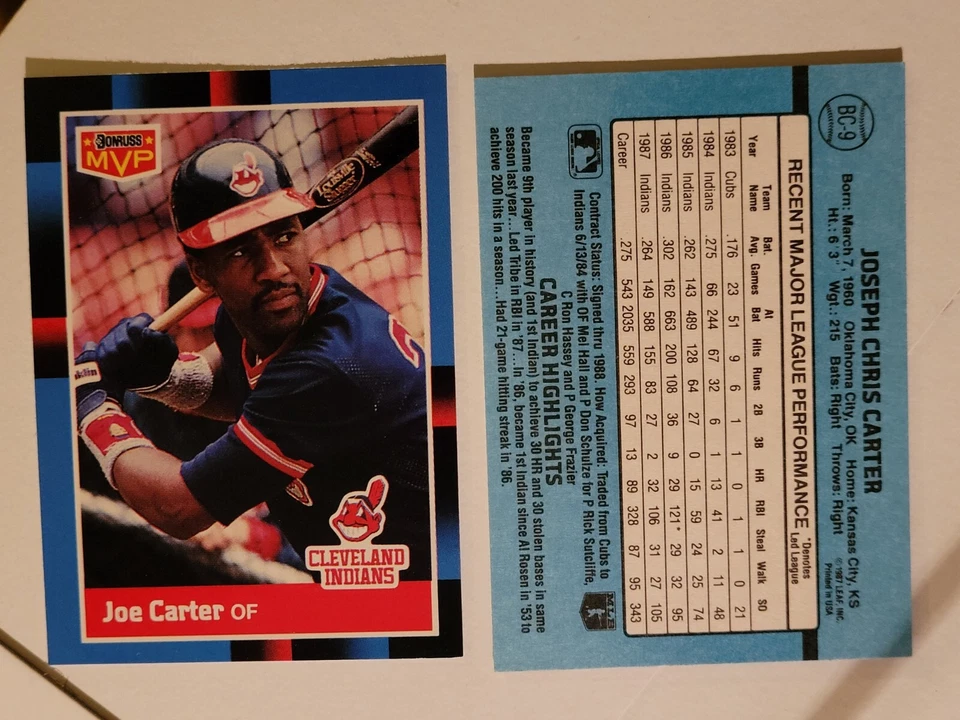 DONRUSS
MVP
Louisville
SLUGGER
CLEVELAND
INDIANS
Joe Carter OF
BC-9
JOSEPH CHRIS CARTER
Born: March 7, 1960 Oklahoma City, OK Home: Kansas City, KS
Ht.: 6'3" Wgt.: 215 Bats: Right Throws: Right
© 1987 LEAF, INC.
Printed in USA
RECENT MAJOR LEAGUE PERFORMANCE *Denotes
Led League
Year Team Name Bat. Avg. Games At Bat Hits Runs 2B 3B HR RBI Steal Walk SO
1983 Cubs .176 23 51 9 6 1 1 0 1 1 0 21
1984 Indians .275 66 244 67 32 6 1 13 41 2 11 48
1985 Indians .262 143 489 128 64 27 0 15 59 24 25 74
1986 Indians .302 162 663 200 108 36 9 29 121* 29 32 95
1987 Indians .264 149 588 155 83 27 2 32 106 31 27 105
Career .275 543 2035 559 293 97 13 89 328 87 95 343
Contract Status: Signed thru 1988. How Acquired: Traded from Cubs to
Indians 6/13/84 with OF Mel Hall and P Don Schulze for P Rick Sutcliffe,
C Ron Hassey and P George Frazier
MLB
CAREER HIGHLIGHTS
Became 9th player in history (and 1st Indian) to achieve 30 HR and 30 stolen bases in same
season last year...Led Tribe in RBI in '87...In '86, became 1st Indian since Al Rosen in '53 to
achieve 200 hits in a season...Had 21-game hitting streak in '86.